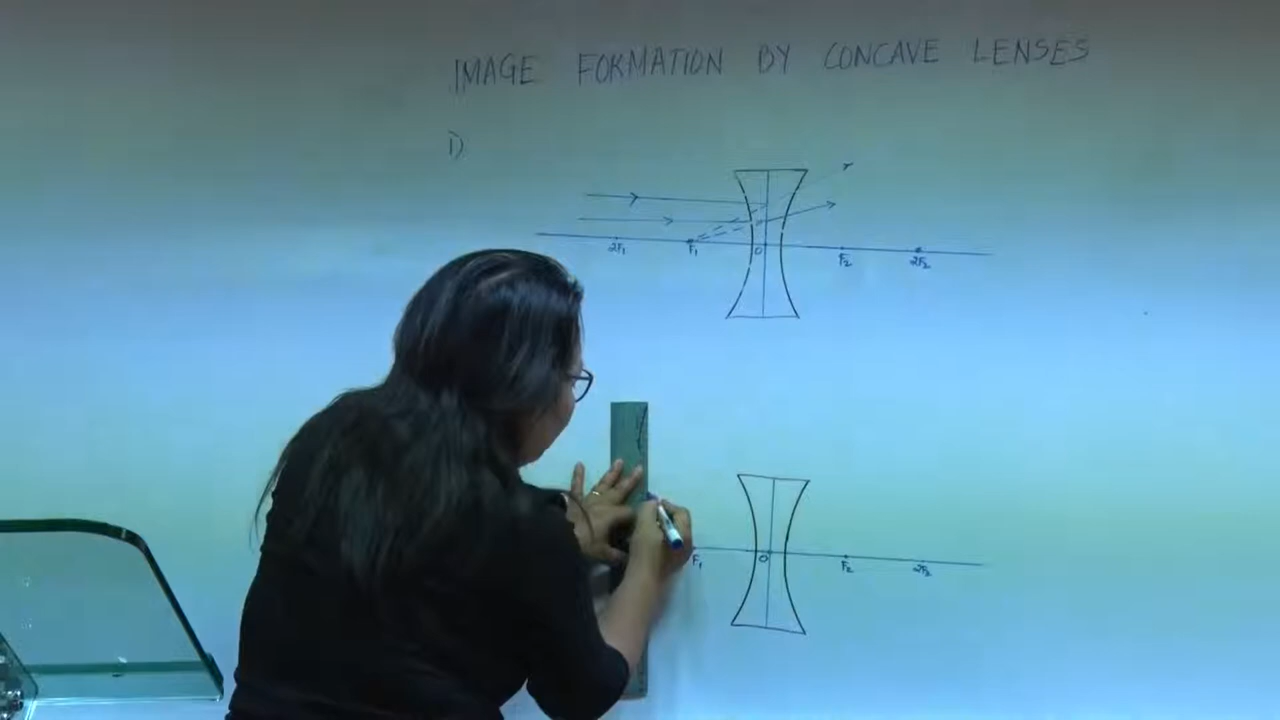 IMAGE FORMATION BY CONCAVE LENSES
1)
2F₁ F₁ O F₂ 2F₂
F₁ O F₂ 2F₂